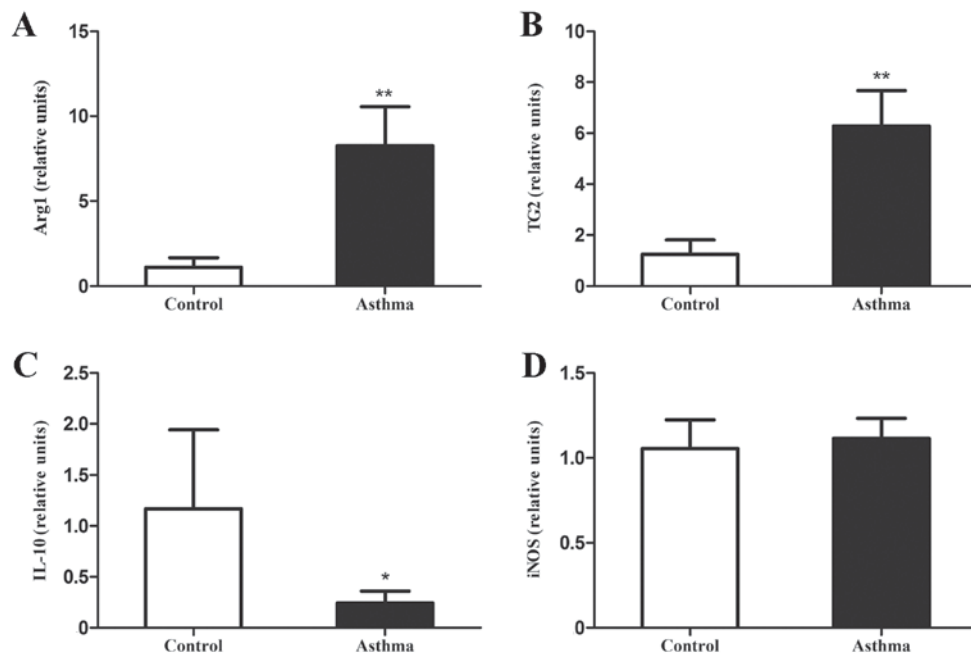 A
Arg1 (relative units)
15
10
5
0
**
Control
Asthma
B
TG2 (relative units)
10
8
6
4
2
0
**
Control
Asthma
C
IL-10 (relative units)
2.5
2.0
1.5
1.0
0.5
0
*
Control
Asthma
D
iNOS (relative units)
1.5
1.0
0.5
0
Control
Asthma